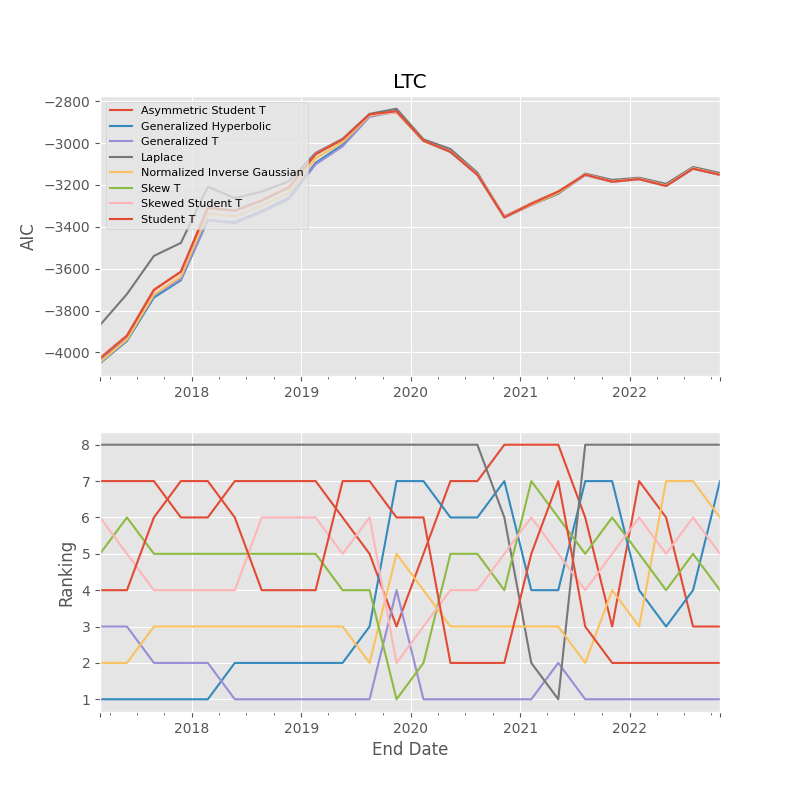 LTC
−2800
−3000
−3200
−3400
−3600
−3800
−4000
AIC
Asymmetric Student T
Generalized Hyperbolic
Generalized T
Laplace
Normalized Inverse Gaussian
Skew T
Skewed Student T
Student T
2018 2019 2020 2021 2022
8
7
6
5
4
3
2
1
Ranking
2018 2019 2020 2021 2022
End Date